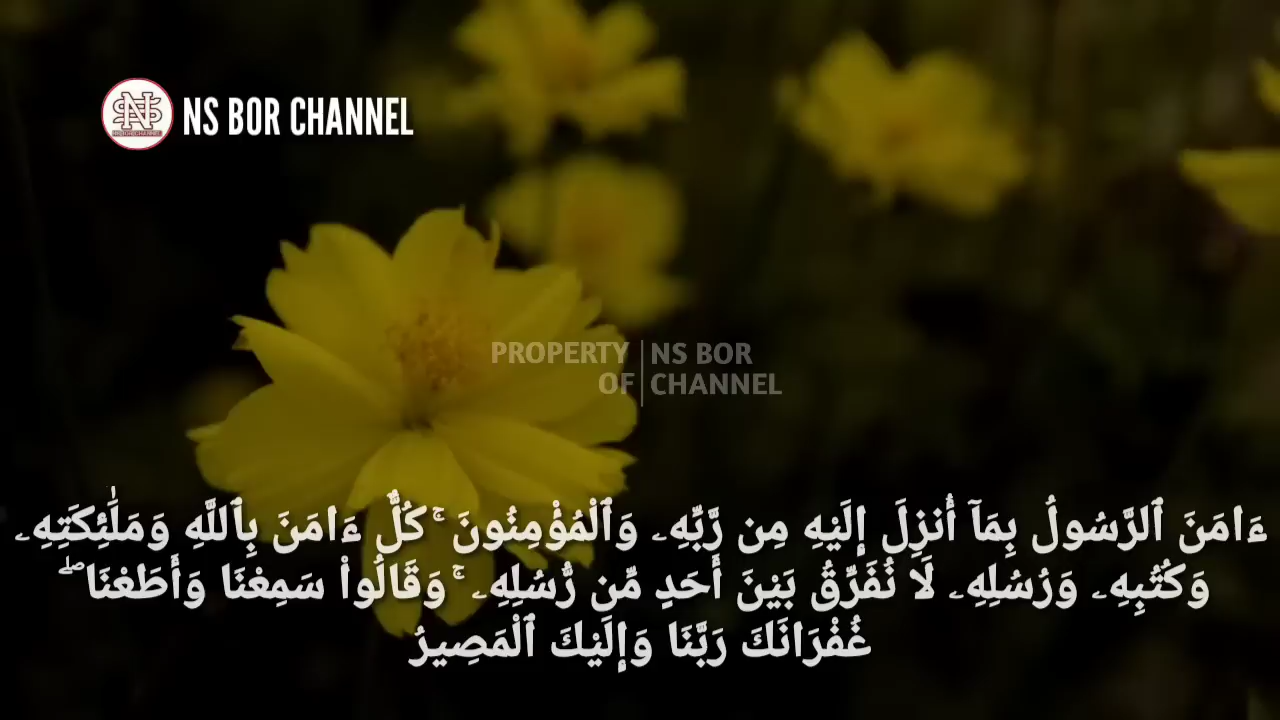 NS BOR CHANNEL
PROPERTY OF | NS BOR CHANNEL
ءَامَنَ ٱلرَّسُولُ بِمَآ أُنزِلَ إِلَيْهِ مِن رَّبِّهِۦ وَٱلْمُؤْمِنُونَ ۚ كُلٌّ ءَامَنَ بِٱللَّهِ وَمَلَٰٓئِكَتِهِۦ
وَكُتُبِهِۦ وَرُسُلِهِۦ لَا نُفَرِّقُ بَيْنَ أَحَدٍ مِّن رُّسُلِهِۦ ۚ وَقَالُوا۟ سَمِعْنَا وَأَطَعْنَا ۖ
غُفْرَانَكَ رَبَّنَا وَإِلَيْكَ ٱلْمَصِيرُ